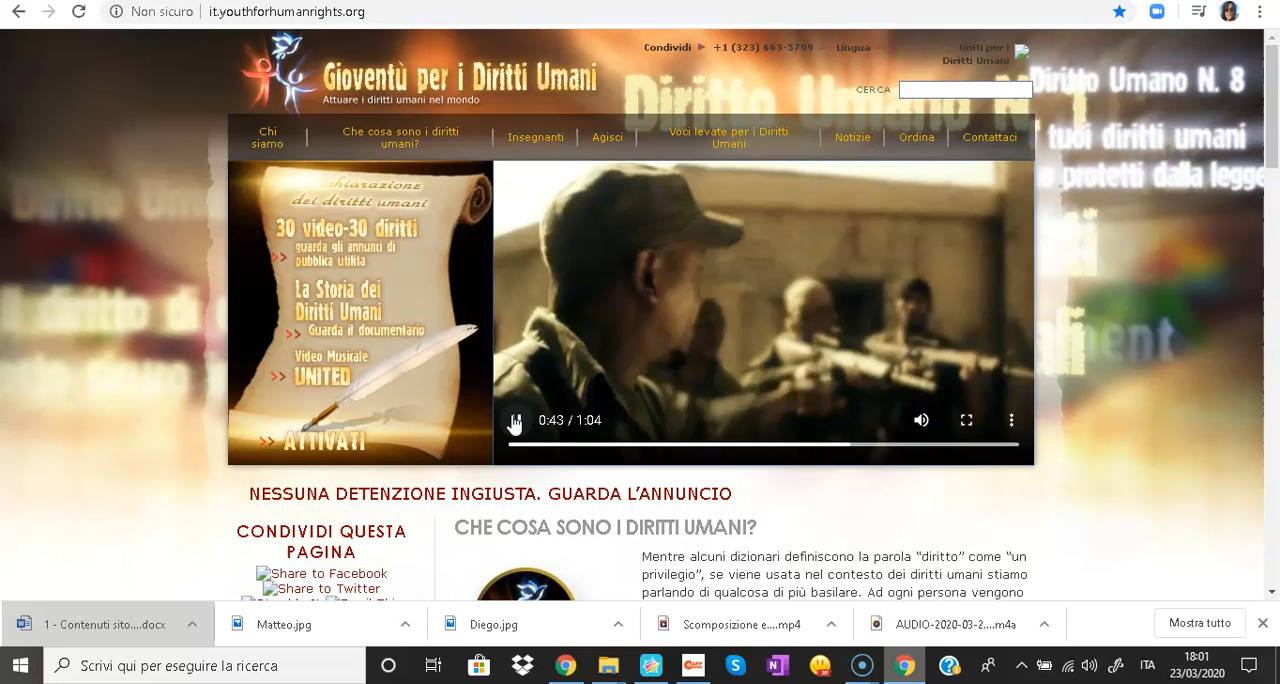 Non sicuro | it.youthforhumanrights.org
Condividi +1 (323) 663-5799 Lingua
Uniti per i
Diritti Umani
Gioventù per i Diritti Umani
Attuare i diritti umani nel mondo
CERCA
Diritto Umano N. 1
Diritto Umano N. 8
tuoi diritti umani
o protetti dalla legge
Chi siamo
Che cosa sono i diritti umani?
Insegnanti
Agisci
Voci levate per i Diritti Umani
Notizie
Ordina
Contattaci
dei diritti umani
30 video-30 diritti
>> guarda gli annunci di
pubblica utilità
La Storia dei
Diritti Umani
>> Guarda il documentario
Video Musicale
>> UNITED
>> ATTIVATI
0:43 / 1:04
NESSUNA DETENZIONE INGIUSTA. GUARDA L’ANNUNCIO
CONDIVIDI QUESTA
PAGINA
Share to Facebook
Share to Twitter
CHE COSA SONO I DIRITTI UMANI?
Mentre alcuni dizionari definiscono la parola “diritto” come “un
privilegio”, se viene usata nel contesto dei diritti umani stiamo
parlando di qualcosa di più basilare. Ad ogni persona vengono
1 - Contenuti sito....docx
Matteo.jpg
Diego.jpg
Scomposizione e....mp4
AUDIO-2020-03-2....m4a
Mostra tutto
Scrivi qui per eseguire la ricerca
ITA
18:01
23/03/2020